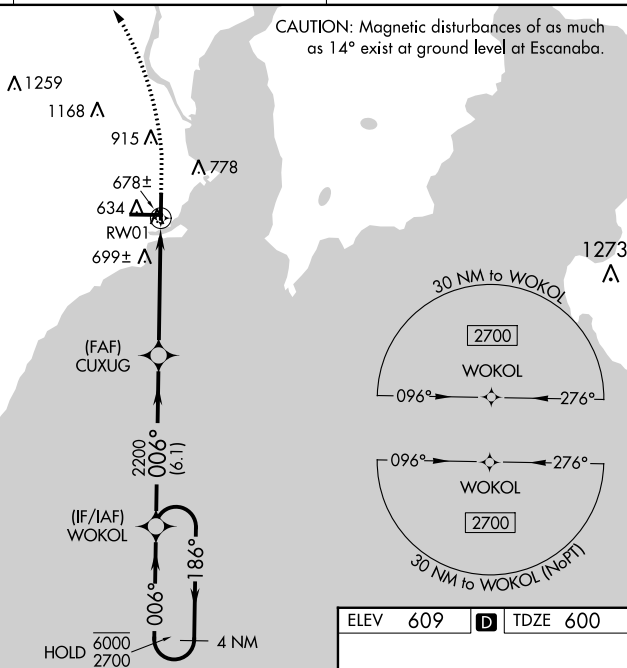 CAUTION: Magnetic disturbances of as much
as 14° exist at ground level at Escanaba.
1259
1168
915
778
678±
634
RW01
699±
1273
30 NM to WOKOL
2700
WOKOL
096°
276°
(FAF)
CUXUG
2200
006°
(6.1)
096°
276°
WOKOL
2700
30 NM to WOKOL (NoPT)
(IF/IAF)
WOKOL
186°
006°
HOLD 6000
2700
4 NM
ELEV 609 D TDZE 600